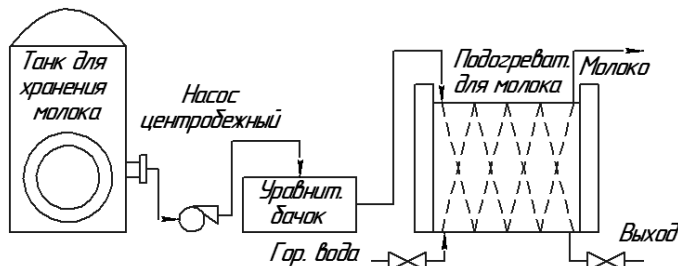 Танк для
хранения
молока
Насос
центробежный
Уравнит.
бачок
Подогреват.
для молока
Молоко
Гор. вода
Выход